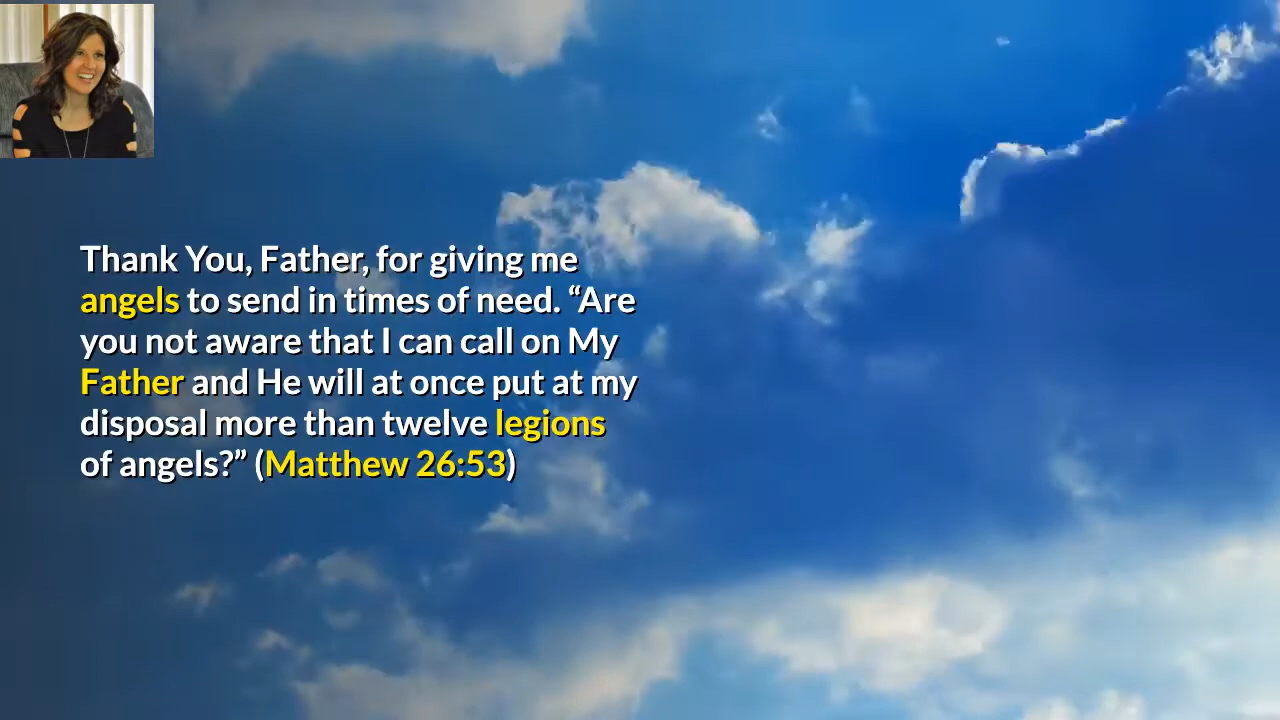 Thank You, Father, for giving me
angels to send in times of need. “Are
you not aware that I can call on My
Father and He will at once put at my
disposal more than twelve legions
of angels?” (Matthew 26:53)